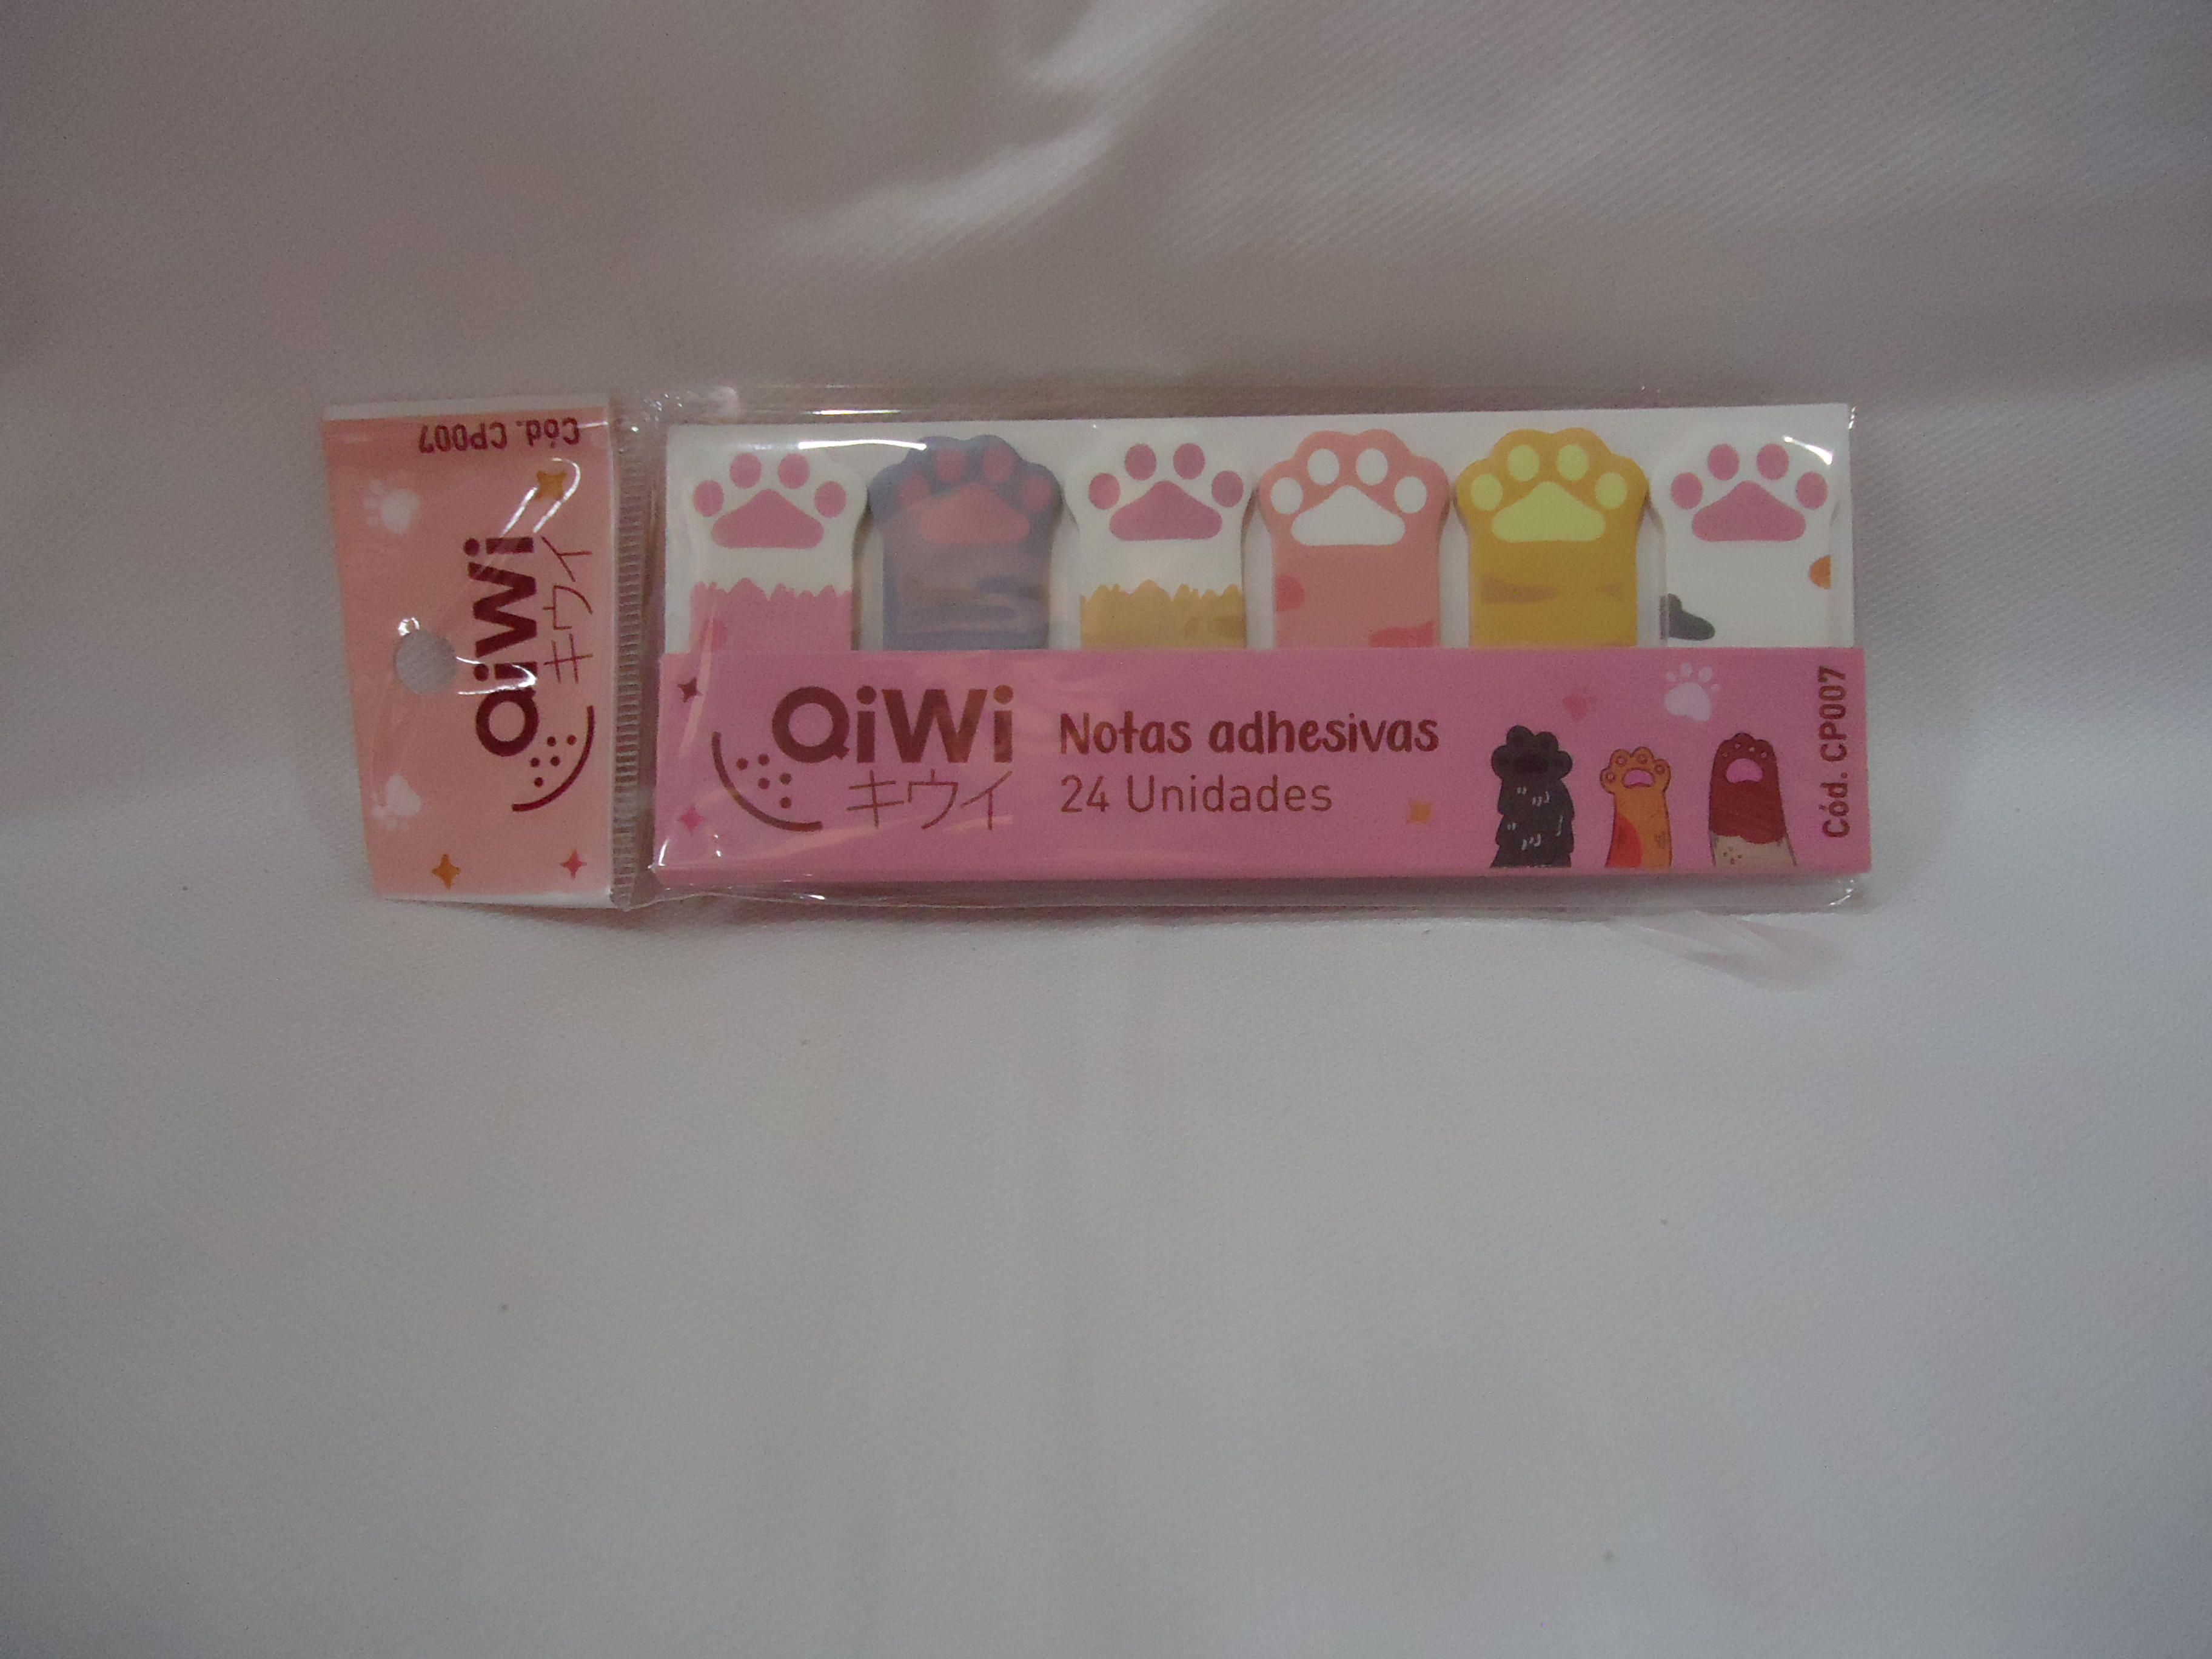 Cód. CP007
QiWi
キウイ
QiWi
キウイ
Notas adhesivas
24 Unidades
Cód. CP007